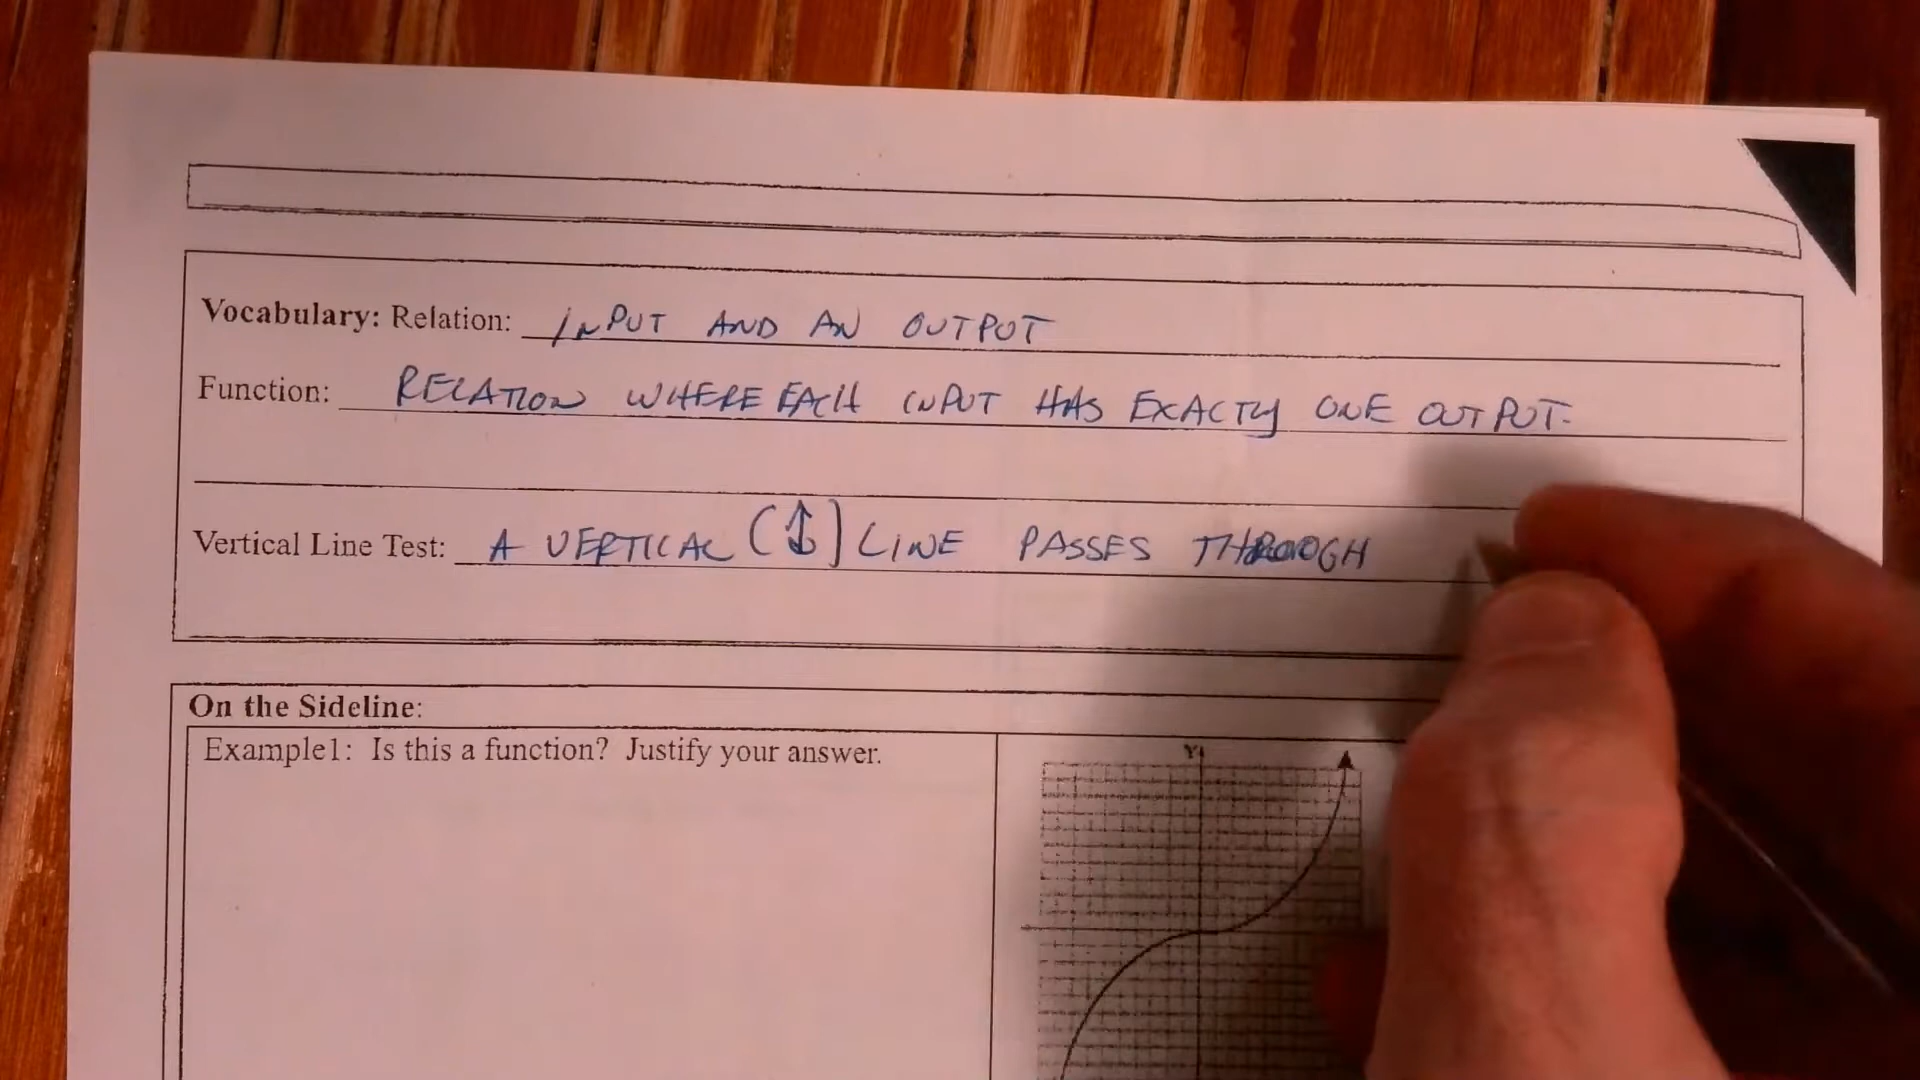 Vocabulary: Relation: INPUT AND AN OUTPUT
Function: RELATION WHERE EACH INPUT HAS EXACTLY ONE OUTPUT.
Vertical Line Test: A VERTICAL (↕) LINE PASSES THROUGH
On the Sideline:
Example1: Is this a function? Justify your answer.
Y